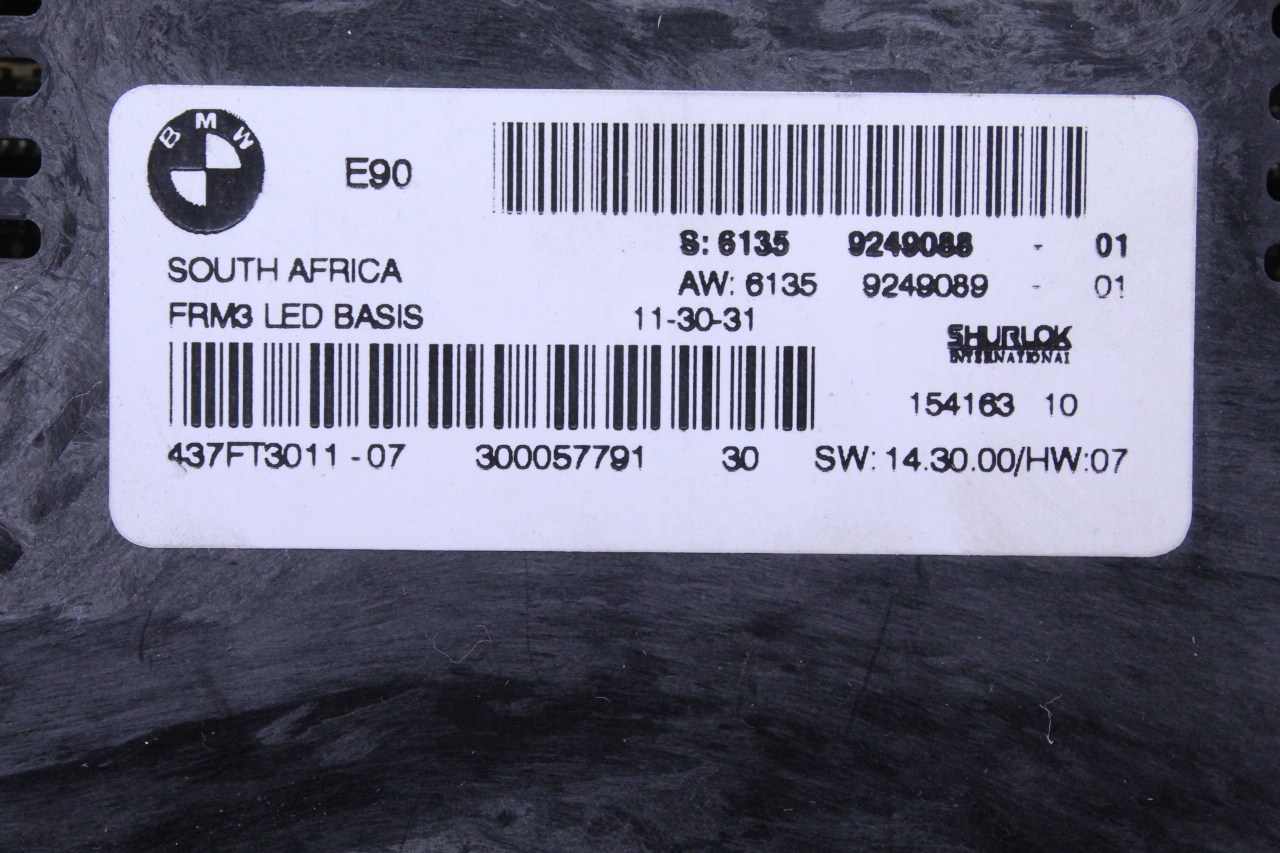 BMW
E90
S: 6135 9249088 - 01
SOUTH AFRICA
AW: 6135 9249089 - 01
FRM3 LED BASIS 11-30-31
SHURLOK
INTERNATIONAL
154163 10
437FT3011-07 300057791 30 SW: 14.30.00/HW:07